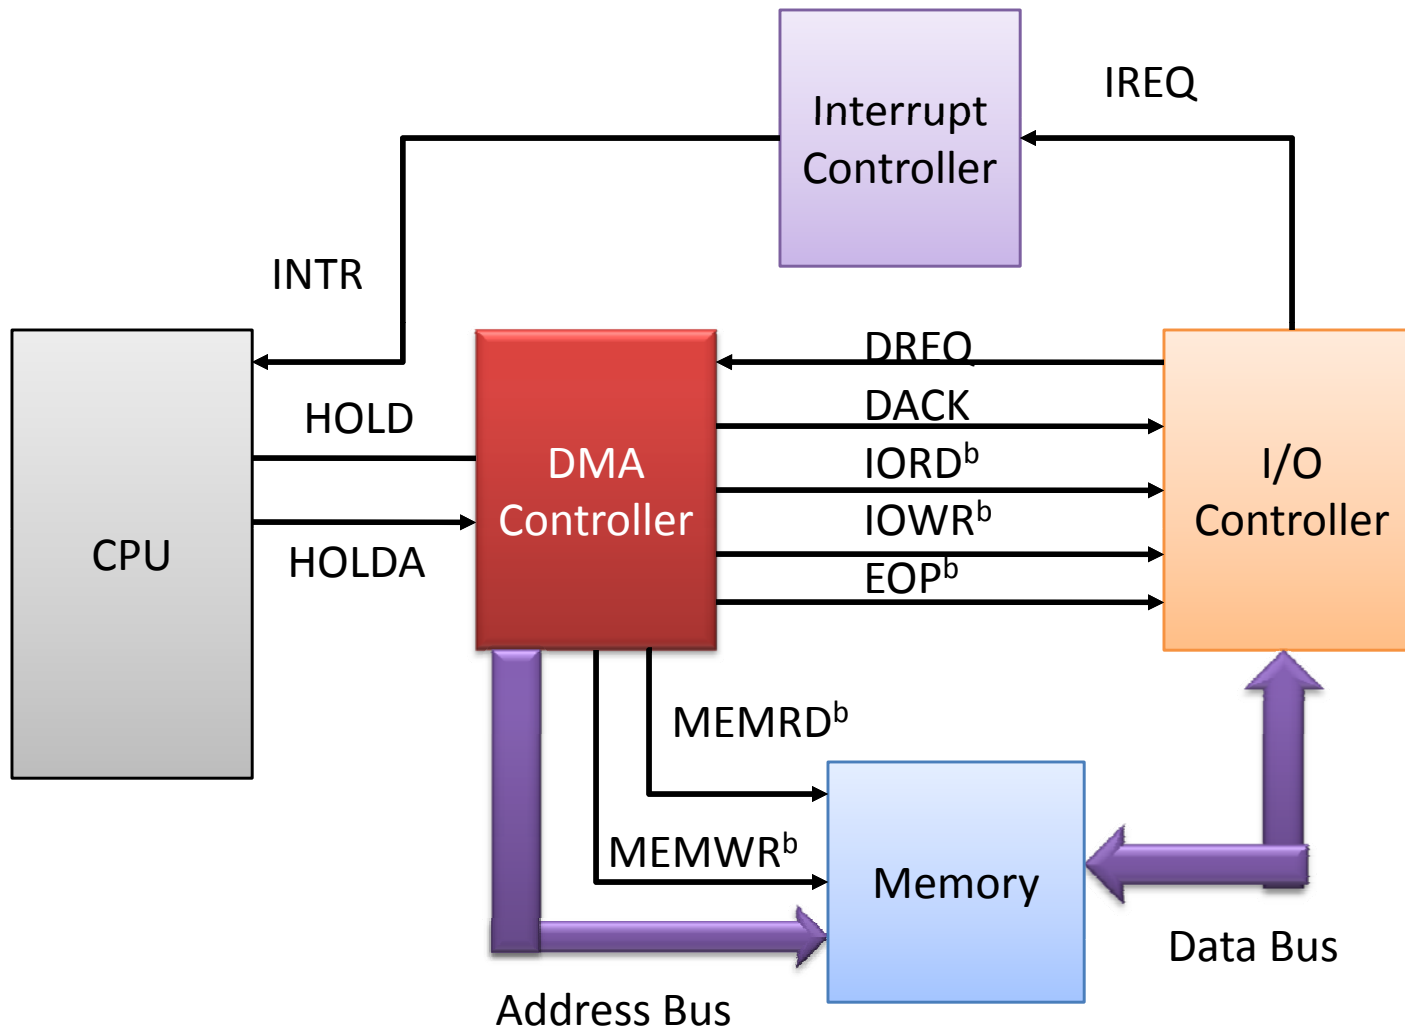 IREQ
Interrupt
Controller
INTR
DREQ
HOLD
DACK
DMA
Controller
IORDᵇ
I/O
Controller
IOWRᵇ
CPU
HOLDA
EOPᵇ
MEMRDᵇ
MEMWRᵇ
Memory
Data Bus
Address Bus